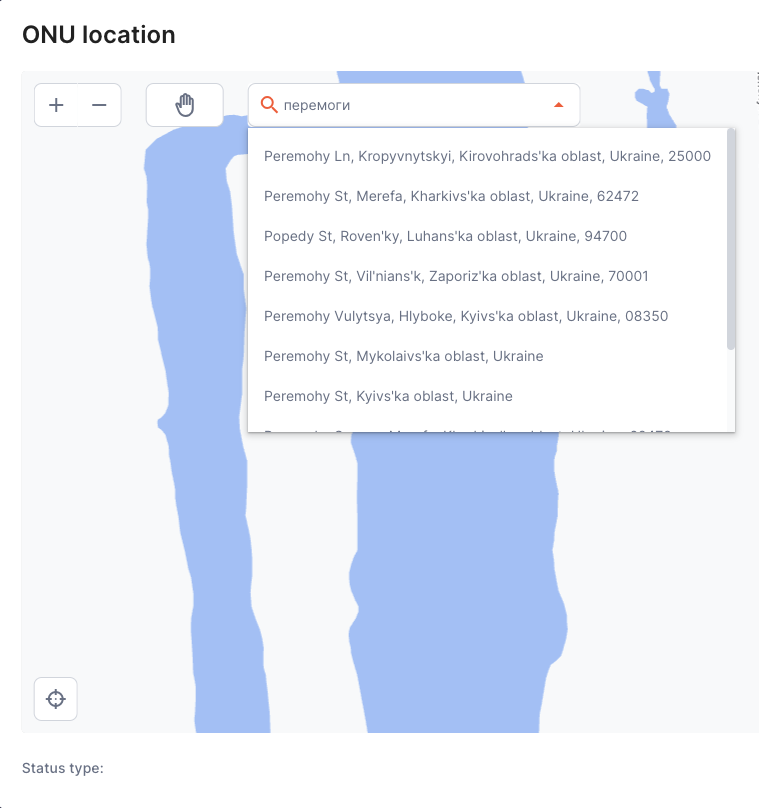 ONU location
перемоги
Peremohy Ln, Kropyvnytskyi, Kirovohrads'ka oblast, Ukraine, 25000
Peremohy St, Merefa, Kharkivs'ka oblast, Ukraine, 62472
Popedy St, Roven'ky, Luhans'ka oblast, Ukraine, 94700
Peremohy St, Vil'nians'k, Zaporiz'ka oblast, Ukraine, 70001
Peremohy Vulytsya, Hlyboke, Kyivs'ka oblast, Ukraine, 08350
Peremohy St, Mykolaivs'ka oblast, Ukraine
Peremohy St, Kyivs'ka oblast, Ukraine
Status type: